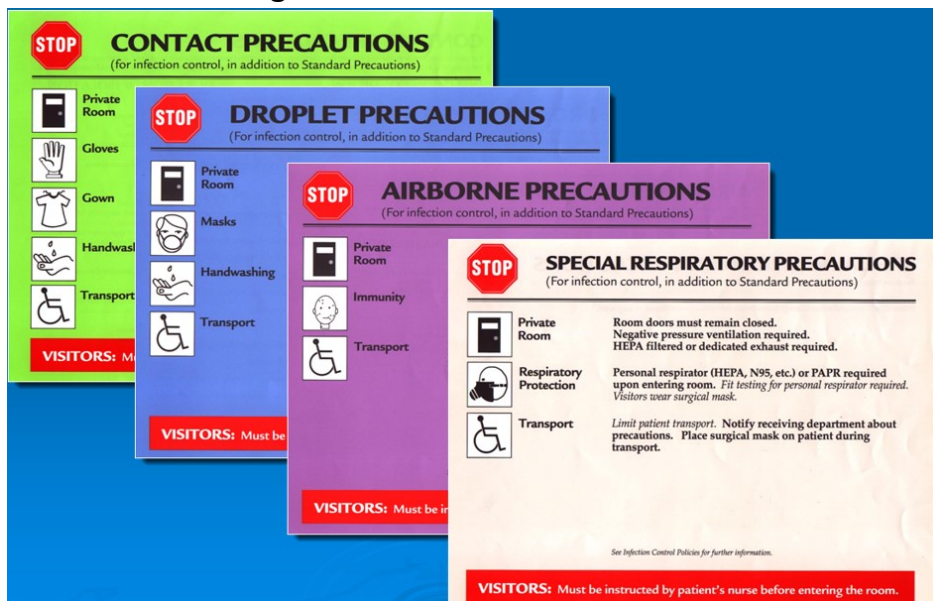 STOP
CONTACT PRECAUTIONS
(for infection control, in addition to Standard Precautions)
Private
Room
Gloves
Gown
Transport
VISITORS:
STOP
DROPLET PRECAUTIONS
(For infection control, in addition to Standard Precautions)
Private
Room
Masks
Handwashing
Transport
VISITORS: Must be
STOP
AIRBORNE PRECAUTIONS
(For infection control, in addition to Standard Precautions)
Private
Room
Immunity
Transport
VISITORS: Must be
STOP
SPECIAL RESPIRATORY PRECAUTIONS
(For infection control, in addition to Standard Precautions)
Private
Room
Room doors must remain closed.
Negative pressure ventilation required.
HEPA filtered or dedicated exhaust required.
Respiratory
Protection
Personal respirator (HEPA, N95, etc.) or PAPR required
upon entering room. Fit testing for personal respirator required.
Visitors wear surgical mask.
Transport
Limit patient transport. Notify receiving department about
precautions. Place surgical mask on patient during
transport.
See Infection Control Policies for further information.
VISITORS: Must be instructed by patient's nurse before entering the room.